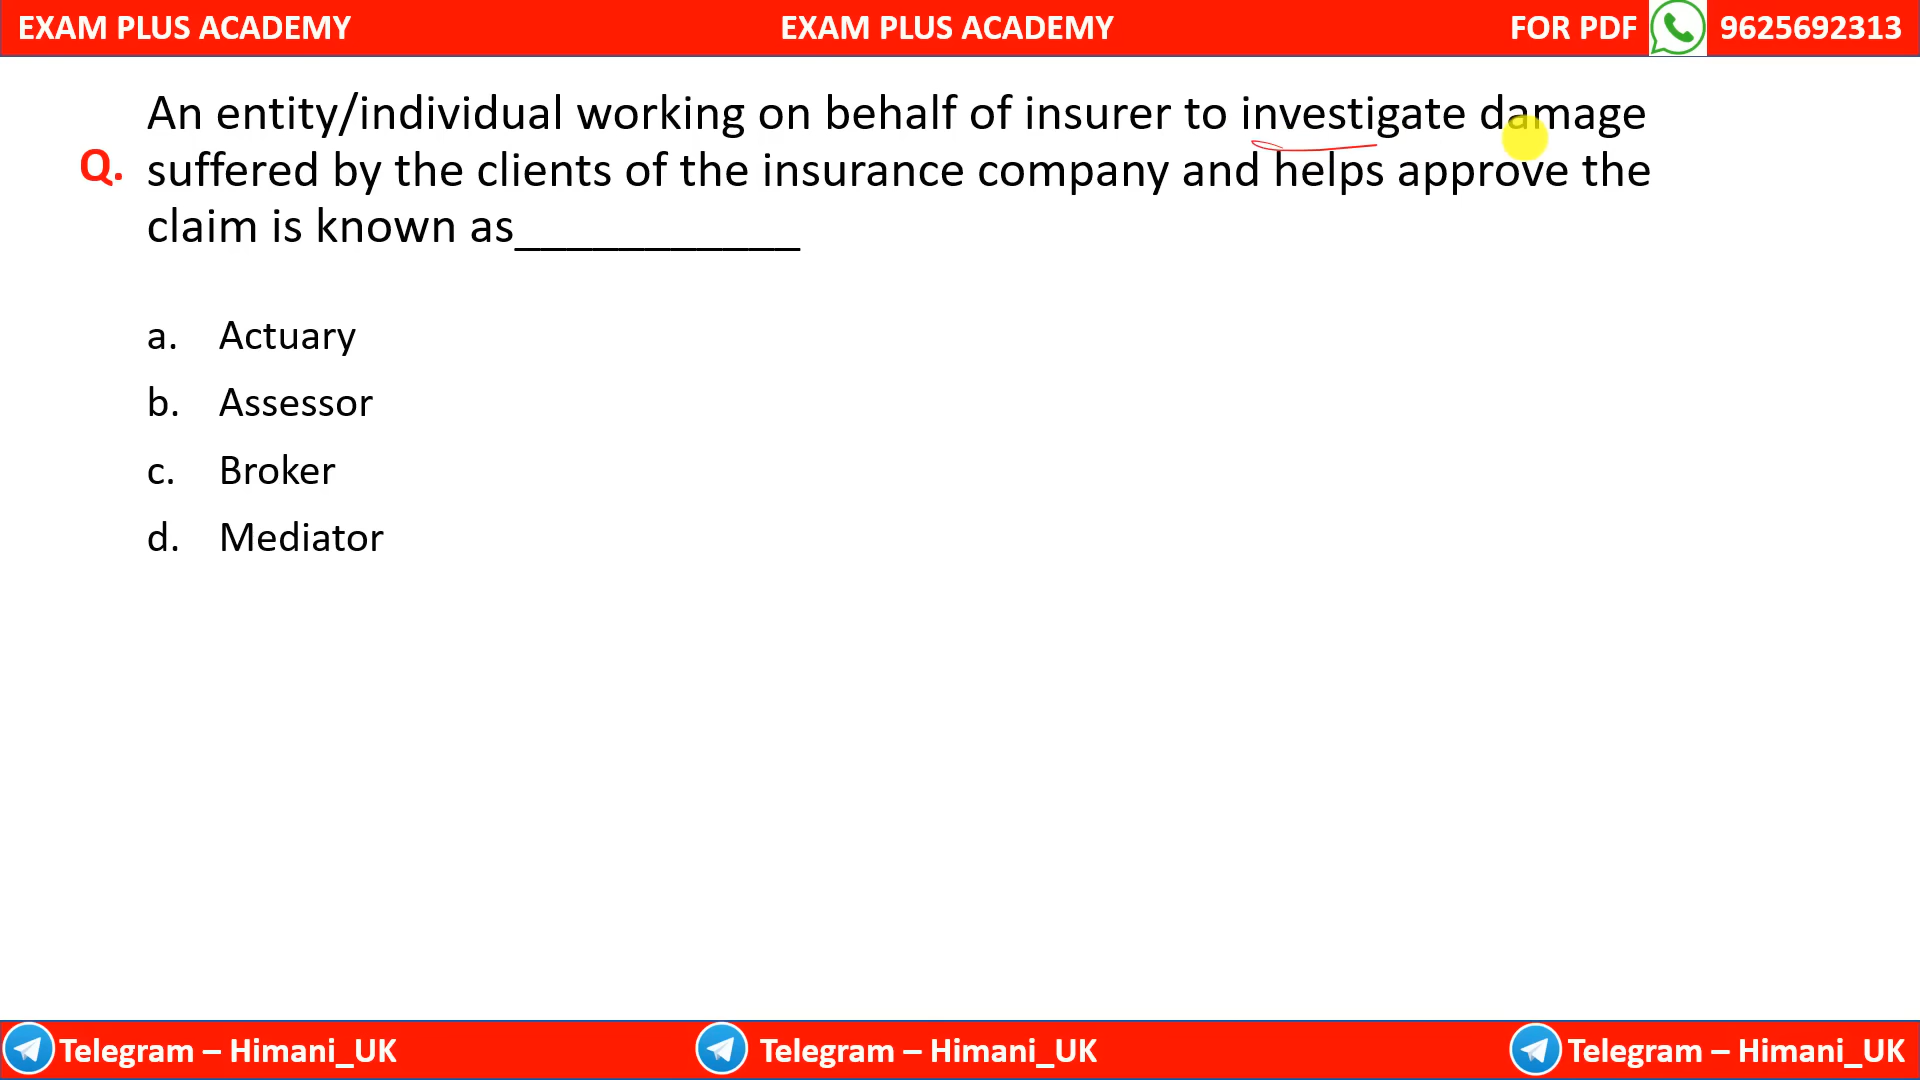 EXAM PLUS ACADEMY EXAM PLUS ACADEMY FOR PDF 9625692313
An entity/individual working on behalf of insurer to investigate damage
Q. suffered by the clients of the insurance company and helps approve the
claim is known as___________
a. Actuary
b. Assessor
c. Broker
d. Mediator
Telegram – Himani_UK Telegram – Himani_UK Telegram – Himani_UK